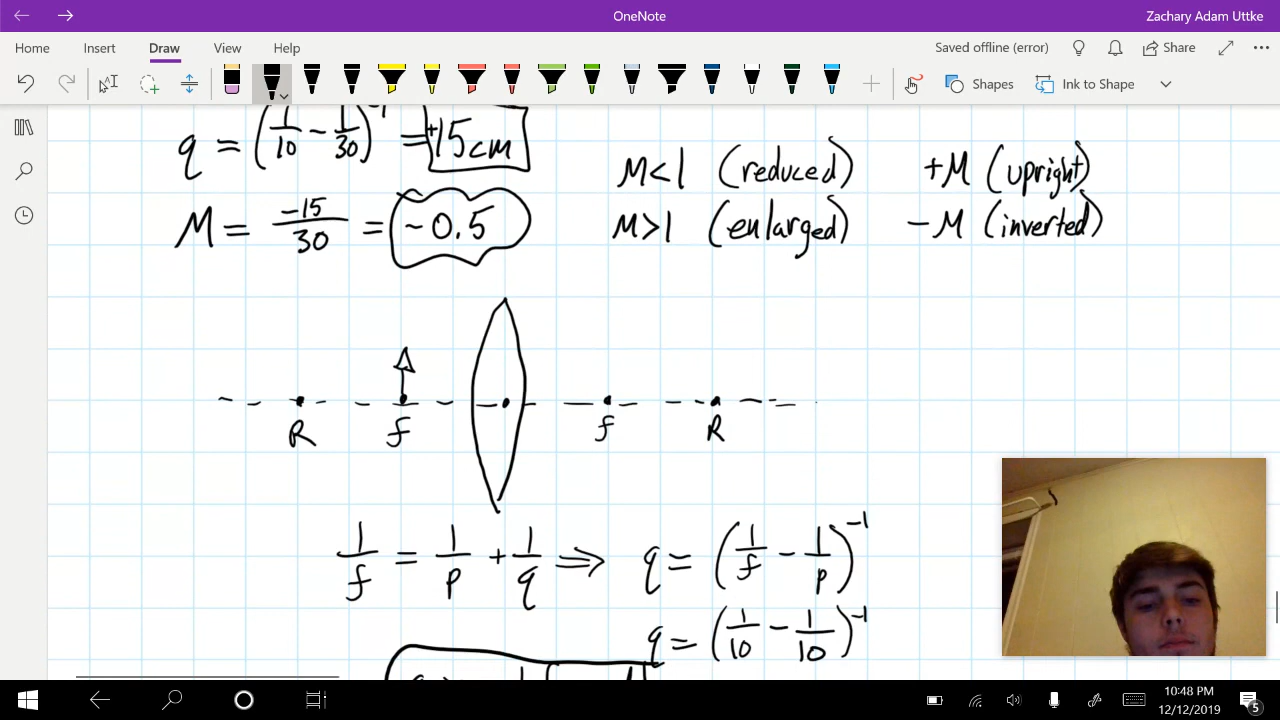 OneNote
Zachary Adam Uttke
Home Insert Draw View Help
Saved offline (error)
Share
Shapes
Ink to Shape
q = (1/10 - 1/30)^-1 = +15cm
M = -15/30 = -0.5
M<1 (reduced) +M (upright)
M>1 (enlarged) -M (inverted)
R f f R
1/f = 1/p + 1/q ⇒ q = (1/f - 1/p)^-1
q = (1/10 - 1/10)^-1
10:48 PM
12/12/2019
5